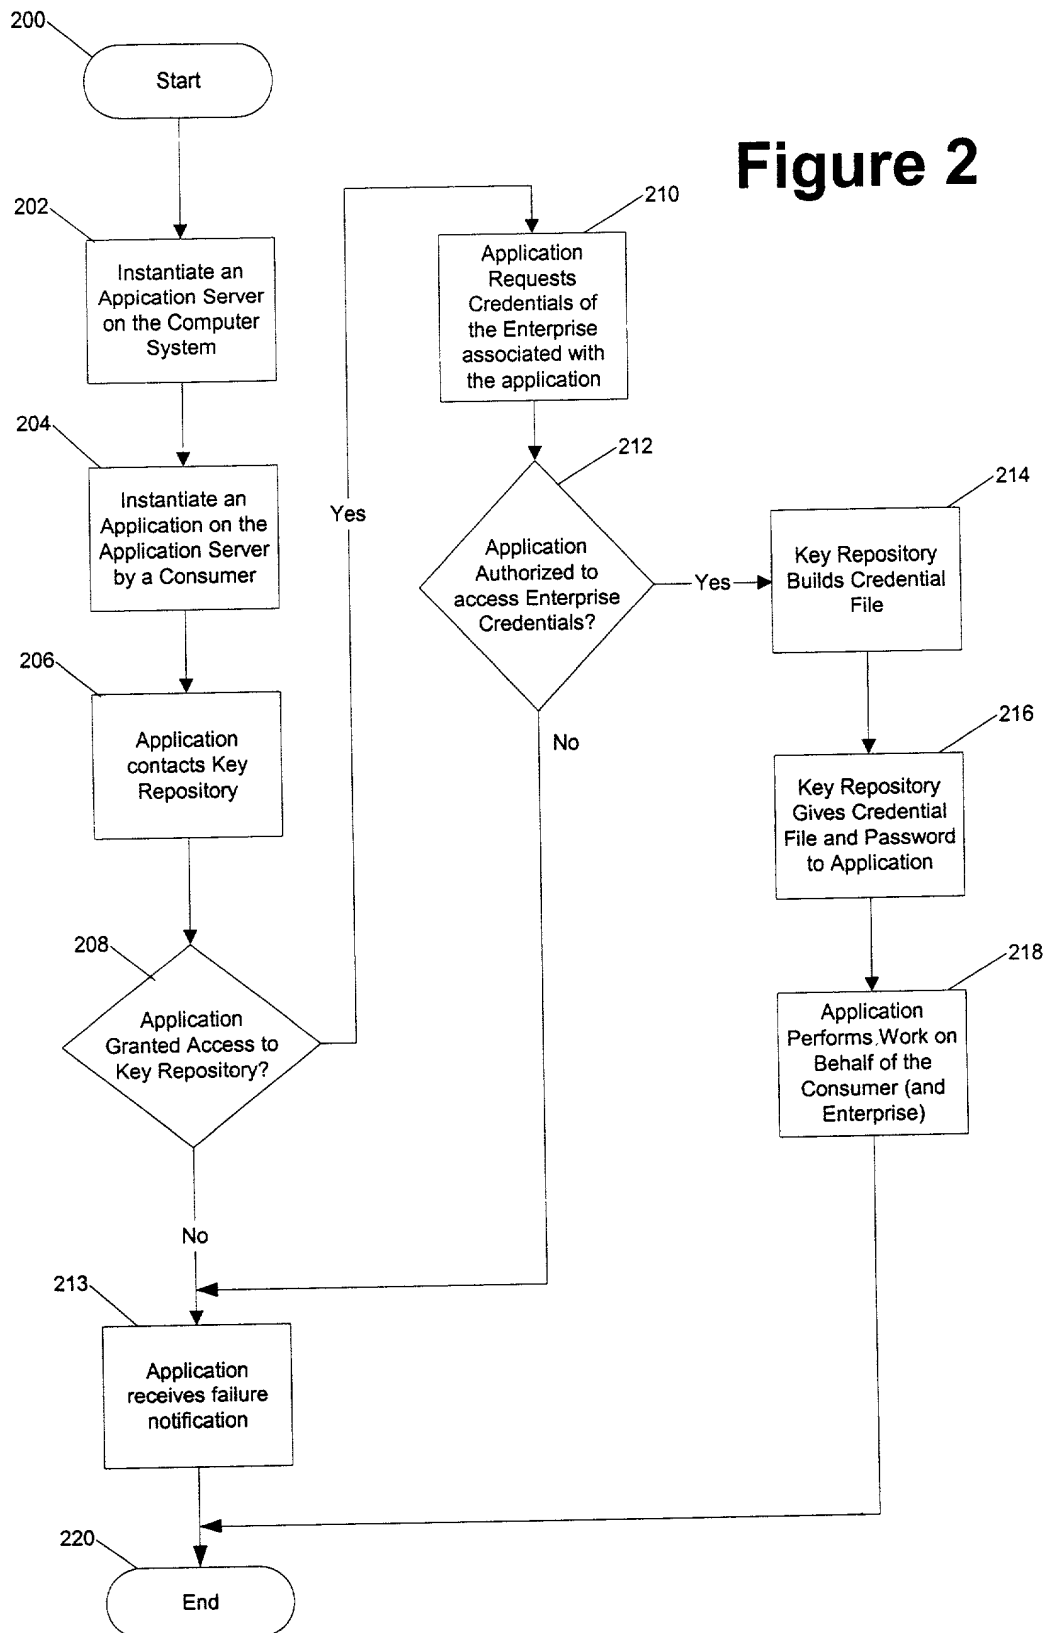 200
Start
Figure 2
202
Instantiate an
Appication Server
on the Computer
System
204
Instantiate an
Application on the
Application Server
by a Consumer
206
Application
contacts Key
Repository
208
Application
Granted Access to
Key Repository?
Yes
No
210
Application
Requests
Credentials of
the Enterprise
associated with
the application
212
Application
Authorized to
access Enterprise
Credentials?
Yes
No
213
Application
receives failure
notification
214
Key Repository
Builds Credential
File
216
Key Repository
Gives Credential
File and Password
to Application
218
Application
Performs Work on
Behalf of the
Consumer (and
Enterprise)
220
End